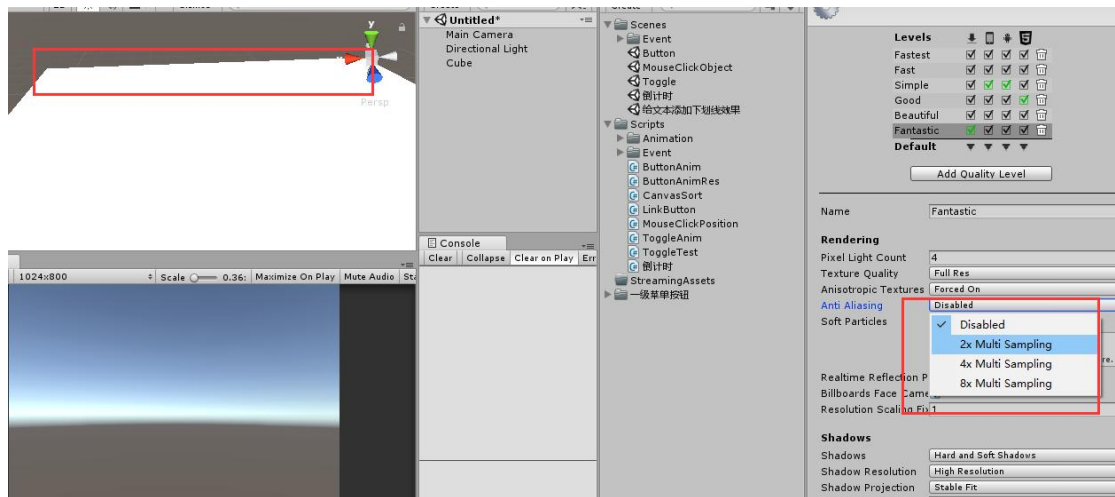 y
Persp
1024x800
Scale
0.36:
Maximize On Play
Mute Audio
Untitled*
Main Camera
Directional Light
Cube
Console
Clear
Collapse
Clear on Play
Scenes
Event
Button
MouseClickObject
Toggle
倒计时
给文本添加下划线效果
Scripts
Animation
Event
ButtonAnim
ButtonAnimRes
CanvasSort
LinkButton
MouseClickPosition
ToggleAnim
ToggleTest
倒计时
StreamingAssets
一级菜单按钮
Levels
Fastest
Fast
Simple
Good
Beautiful
Fantastic
Default
Add Quality Level
Name Fantastic
Rendering
Pixel Light Count 4
Texture Quality Full Res
Anisotropic Textures Forced On
Anti Aliasing Disabled
Soft Particles
Disabled
2x Multi Sampling
4x Multi Sampling
8x Multi Sampling
re.
Realtime Reflection P
Billboards Face Came
Resolution Scaling Fi 1
Shadows
Shadows Hard and Soft Shadows
Shadow Resolution High Resolution
Shadow Projection Stable Fit